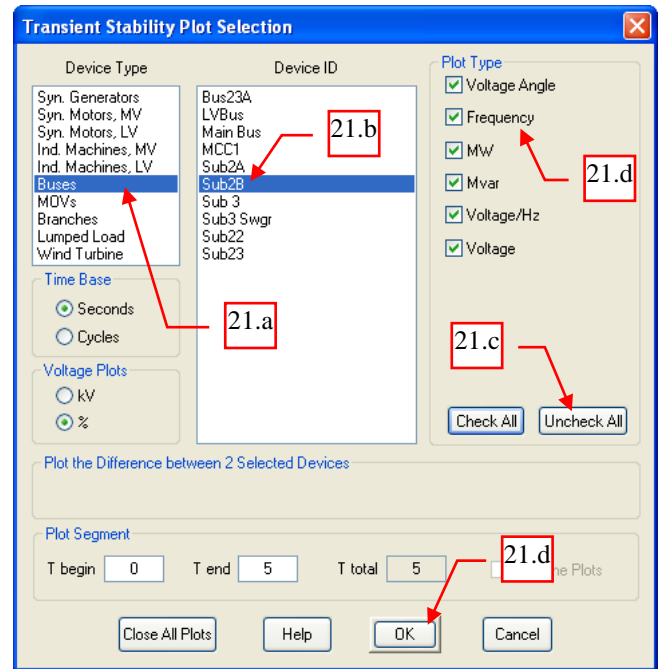 Transient Stability Plot Selection
Device Type
Syn. Generators
Syn. Motors, MV
Syn. Motors, LV
Ind. Machines, MV
Ind. Machines, LV
Buses
MOVs
Branches
Lumped Load
Wind Turbine
Time Base
Seconds
Cycles
Voltage Plots
kV
%
Device ID
Bus23A
LVBus
Main Bus
MCC1
Sub2A
Sub2B
Sub 3
Sub3 Swgr
Sub22
Sub23
21.b
21.a
Plot Type
Voltage Angle
Frequency
MW
Mvar
Voltage/Hz
Voltage
21.d
21.c
Check All Uncheck All
Plot the Difference between 2 Selected Devices
Plot Segment
T begin 0 T end 5 T total 5 Plots
21.d
Close All Plots Help OK Cancel